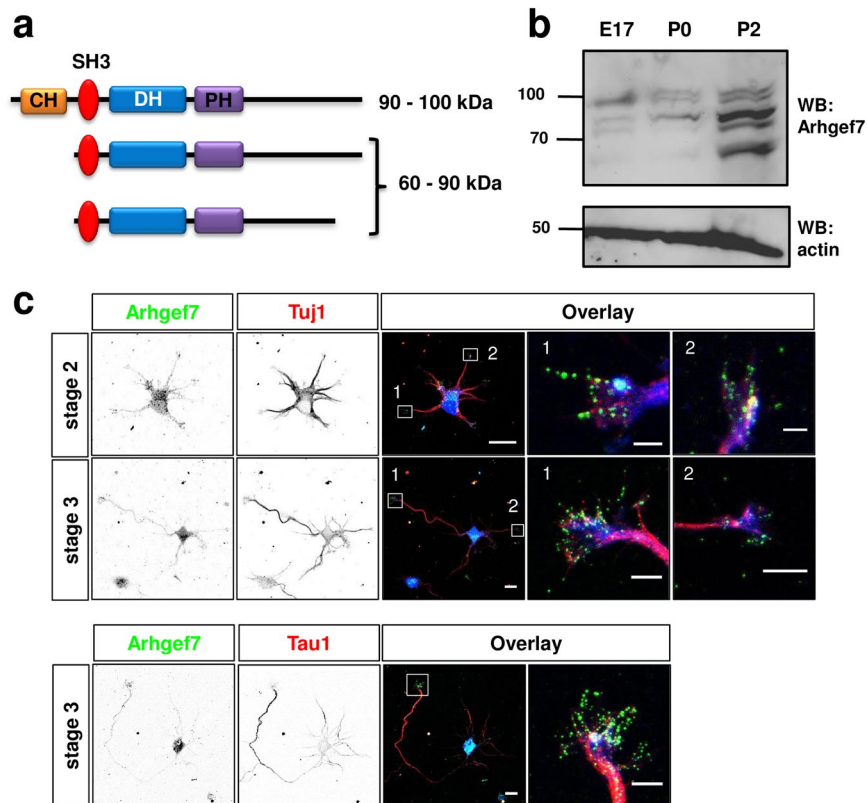 a
SH3
CH DH PH
90 - 100 kDa
60 - 90 kDa
b
E17 P0 P2
100
70
WB:
Arhgef7
50
WB:
actin
c
Arhgef7 Tuj1 Overlay
stage 2
1 2 1 2
stage 3
1 2 1 2
Arhgef7 Tau1 Overlay
stage 3